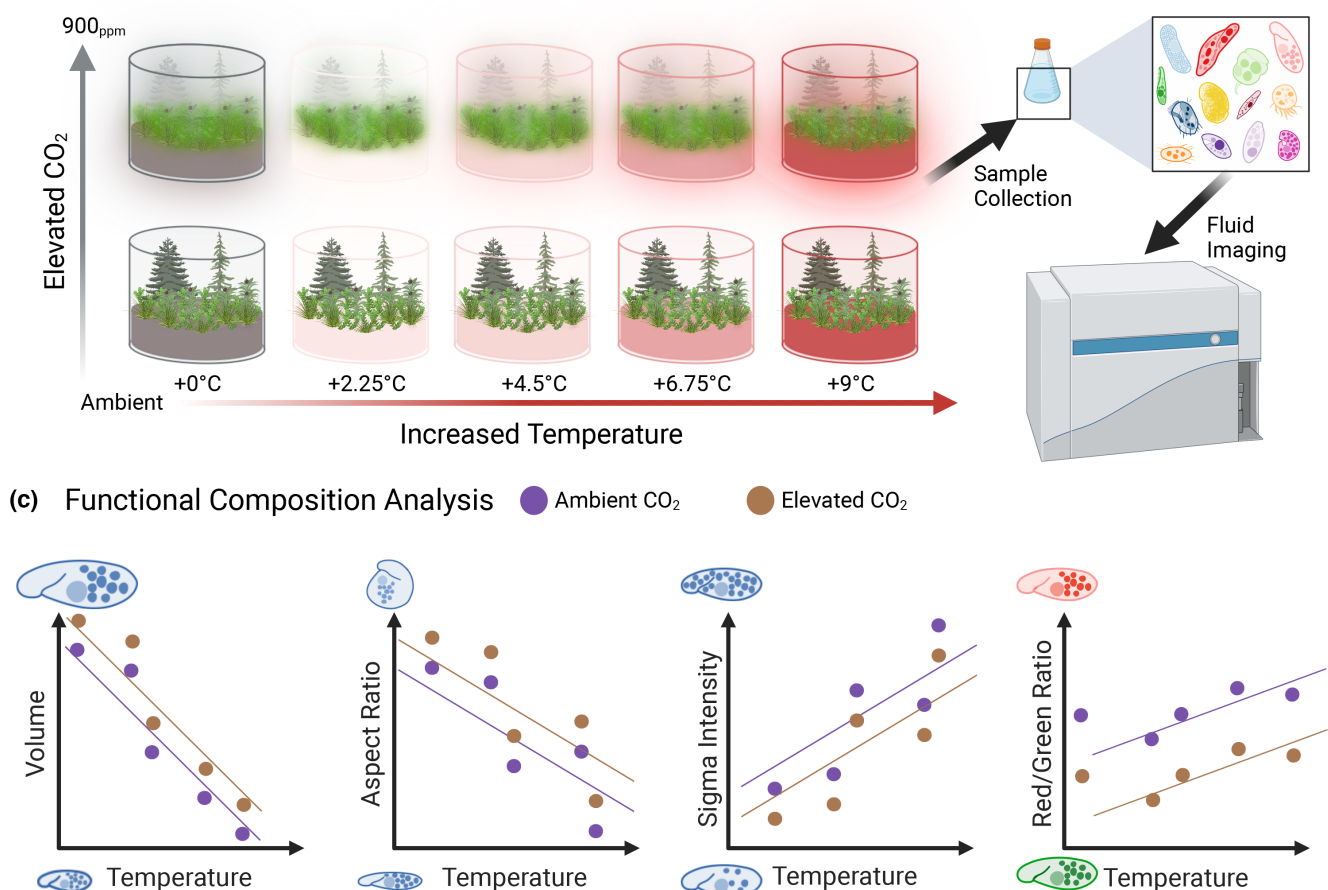 900ppm
Elevated CO₂
Sample
Collection
Fluid
Imaging
+0°C
+2.25°C
+4.5°C
+6.75°C
+9°C
Ambient
Increased Temperature
(c) Functional Composition Analysis
Ambient CO₂
Elevated CO₂
Volume
Aspect Ratio
Sigma Intensity
Red/Green Ratio
Temperature
Temperature
Temperature
Temperature